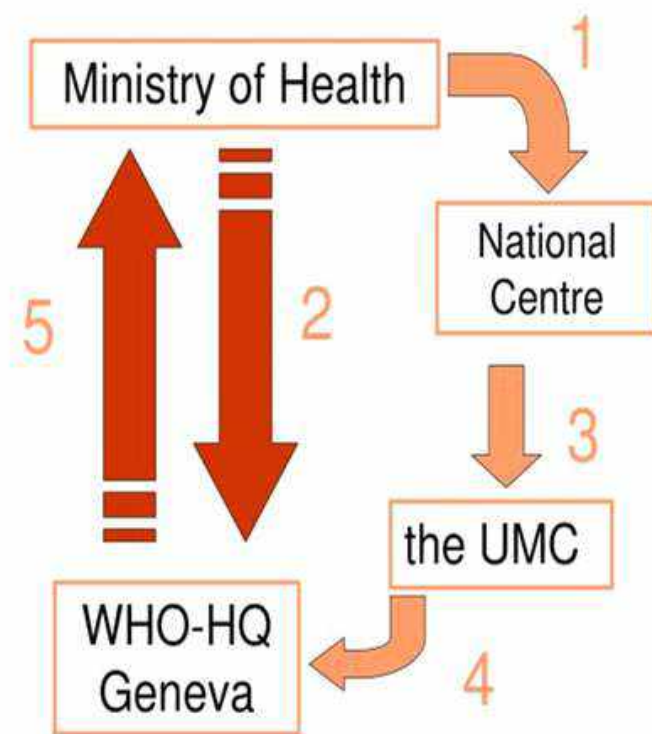 1
Ministry of Health
National
Centre
5
2
3
the UMC
WHO-HQ
Geneva
4